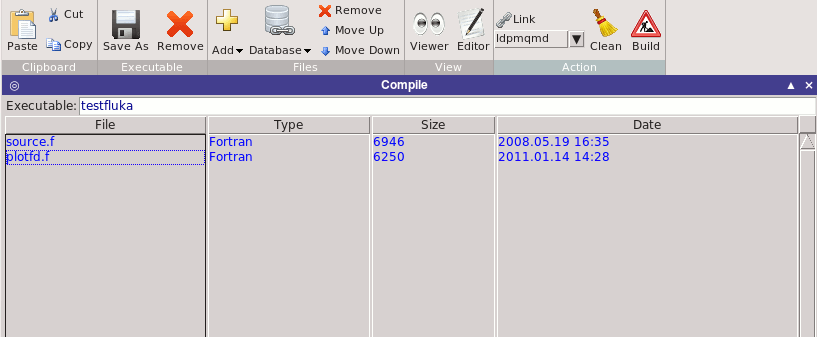 Paste
Cut
Copy
Clipboard
Save As
Remove
Executable
Add
Database
Remove
Move Up
Move Down
Files
Viewer
Editor
View
Link
ldpmqmd
Clean
Build
Action
Compile
Executable: testfluka
File Type Size Date
source.f Fortran 6946 2008.05.19 16:35
plotfd.f Fortran 6250 2011.01.14 14:28